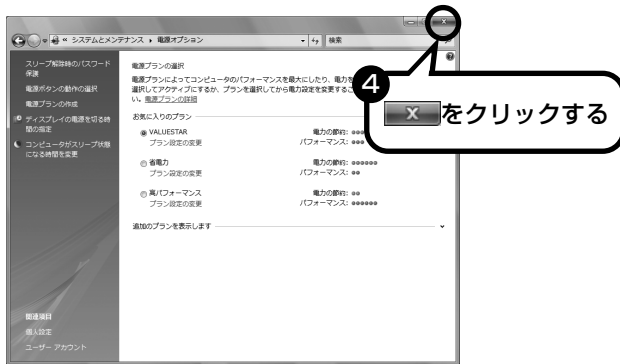 « システムとメンテナンス ▸ 電源オプション
検索
スリープ解除時のパスワード
保護
電源ボタンの動作の選択
電源プランの作成
ディスプレイの電源を切る時
間の指定
コンピュータがスリープ状態
になる時間を変更
電源プランの選択
電源プランによってコンピュータのパフォーマンスを最大にしたり、電力を
選択してアクティブにするか、プランを選択してから電力設定を変更するこ
い。電源プランの詳細
お気に入りのプラン
VALUESTAR 電力の節約:
プラン設定の変更 パフォーマンス:
省電力 電力の節約:
プラン設定の変更 パフォーマンス:
高パフォーマンス 電力の節約:
プラン設定の変更 パフォーマンス:
追加のプランを表示します
関連項目
個人設定
ユーザー アカウント
4
x をクリックする